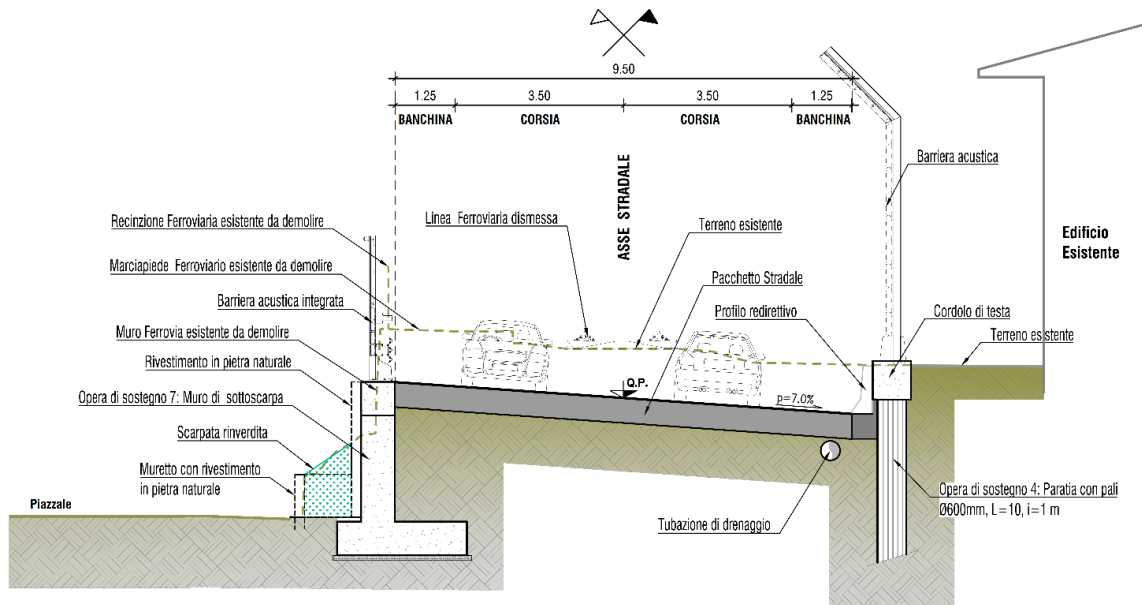 9.50
1.25 3.50 3.50 1.25
BANCHINA CORSIA CORSIA BANCHINA
ASSE STRADALE
Barriera acustica
Recinzione Ferroviaria esistente da demolire
Linea Ferroviaria dismessa
Terreno esistente
Edificio
Esistente
Marciapiede Ferroviario esistente da demolire
Pacchetto Stradale
Barriera acustica integrata
Profilo redirettivo
Cordolo di testa
Muro Ferrovia esistente da demolire
Terreno esistente
Rivestimento in pietra naturale
Q.P.
p=7.0%
Opera di sostegno 7: Muro di sottoscarpa
Scarpata rinverdita
Muretto con rivestimento
in pietra naturale
Piazzale
Opera di sostegno 4: Paratia con pali
Ø600mm, L=10, i=1 m
Tubazione di drenaggio